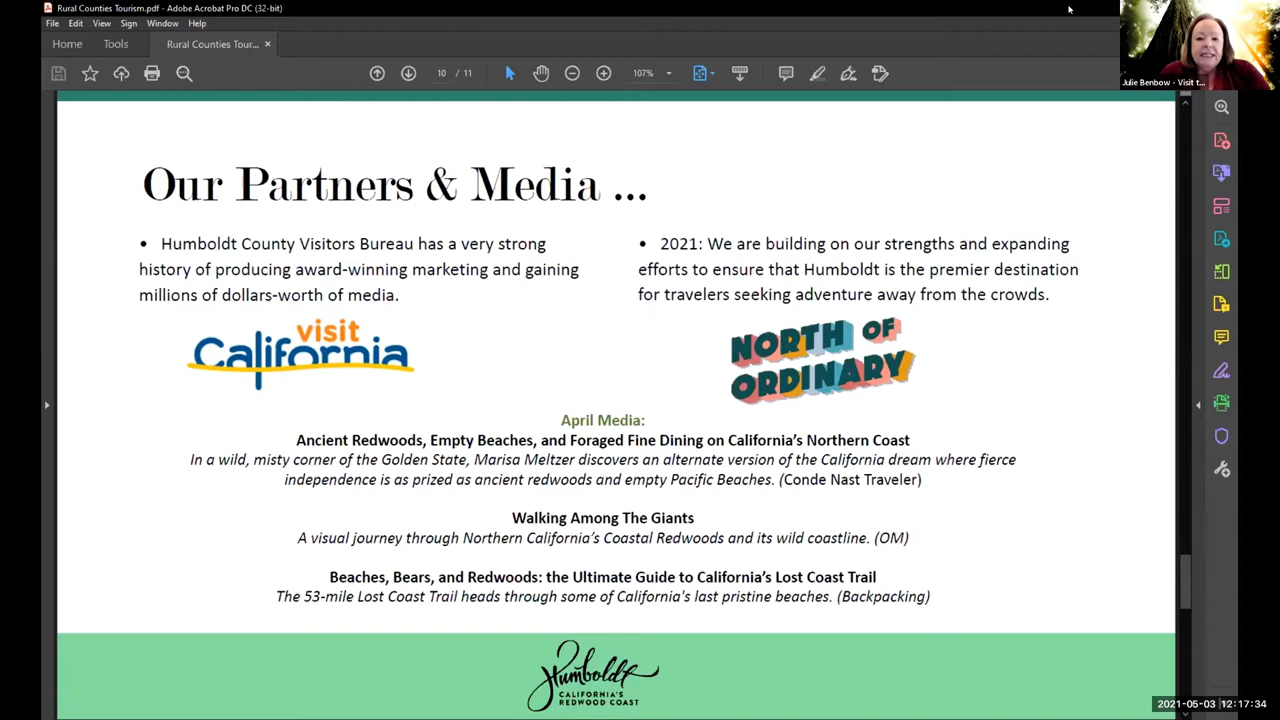 Rural Counties Tourism.pdf - Adobe Acrobat Pro DC (32-bit)
File Edit View Sign Window Help
Home Tools Rural Counties Tour... ×
10 / 11 107%
Julie Benbow - Visit t...
Our Partners & Media ...
• Humboldt County Visitors Bureau has a very strong
history of producing award-winning marketing and gaining
millions of dollars-worth of media.
• 2021: We are building on our strengths and expanding
efforts to ensure that Humboldt is the premier destination
for travelers seeking adventure away from the crowds.
visit
California
NORTH OF
ORDINARY
April Media:
Ancient Redwoods, Empty Beaches, and Foraged Fine Dining on California's Northern Coast
In a wild, misty corner of the Golden State, Marisa Meltzer discovers an alternate version of the California dream where fierce
independence is as prized as ancient redwoods and empty Pacific Beaches. (Conde Nast Traveler)
Walking Among The Giants
A visual journey through Northern California's Coastal Redwoods and its wild coastline. (OM)
Beaches, Bears, and Redwoods: the Ultimate Guide to California's Lost Coast Trail
The 53-mile Lost Coast Trail heads through some of California's last pristine beaches. (Backpacking)
Humboldt
CALIFORNIA'S
REDWOOD COAST
2021-05-03 12:17:34